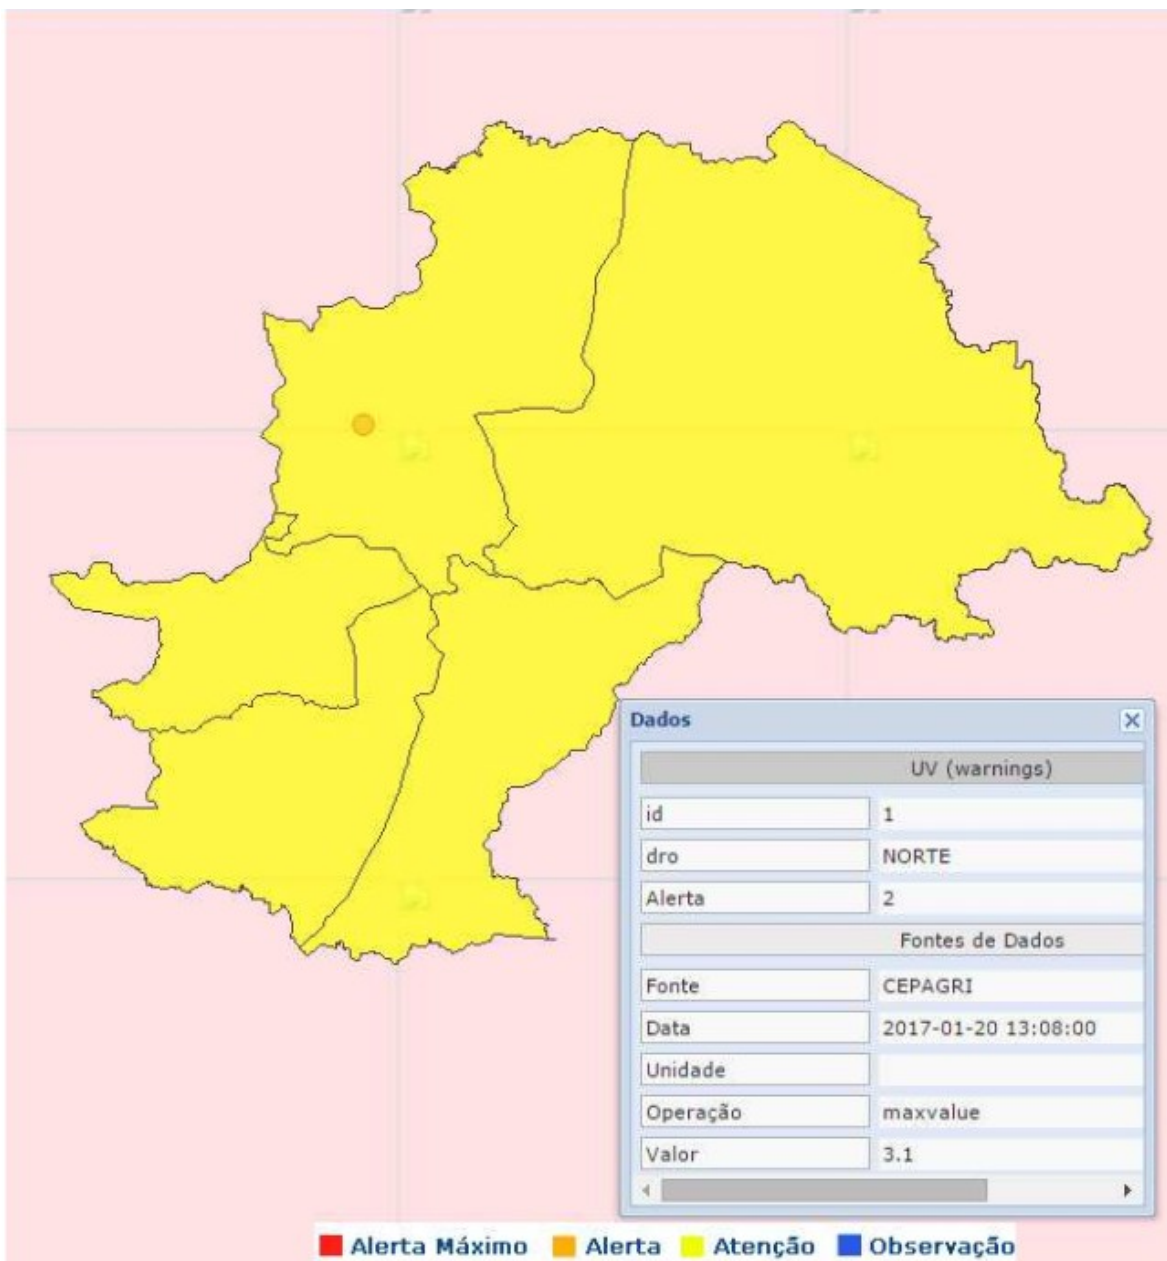 Dados
UV (warnings)
id 1
dro NORTE
Alerta 2
Fontes de Dados
Fonte CEPAGRI
Data 2017-01-20 13:08:00
Unidade
Operação maxvalue
Valor 3.1
Alerta Máximo Alerta Atenção Observação